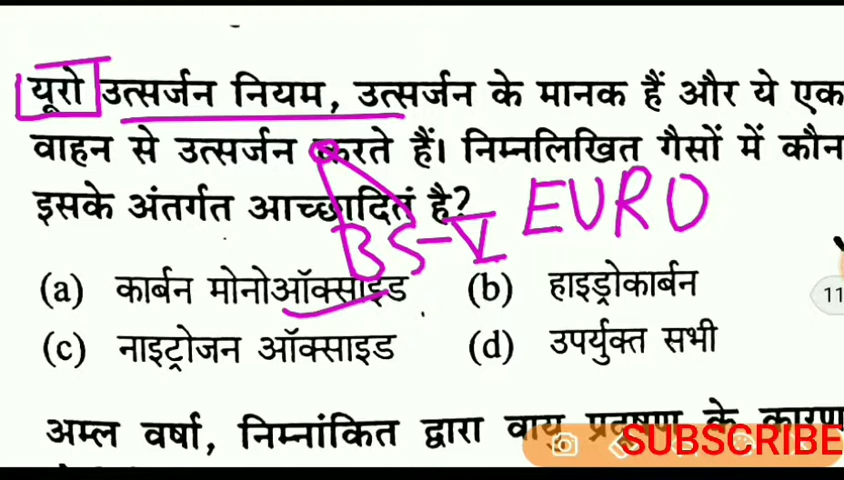 यूरो उत्सर्जन नियम, उत्सर्जन के मानक हैं और ये एक
वाहन से उत्सर्जन करते हैं। निम्नलिखित गैसों में कौन
इसके अंतर्गत आच्छादित है?
BS-V EURO
(a) कार्बन मोनोऑक्साइड (b) हाइड्रोकार्बन
11
(c) नाइट्रोजन ऑक्साइड (d) उपर्युक्त सभी
अम्ल वर्षा, निम्नांकित द्वारा वायु प्रदूषण के कारण
SUBSCRIBE